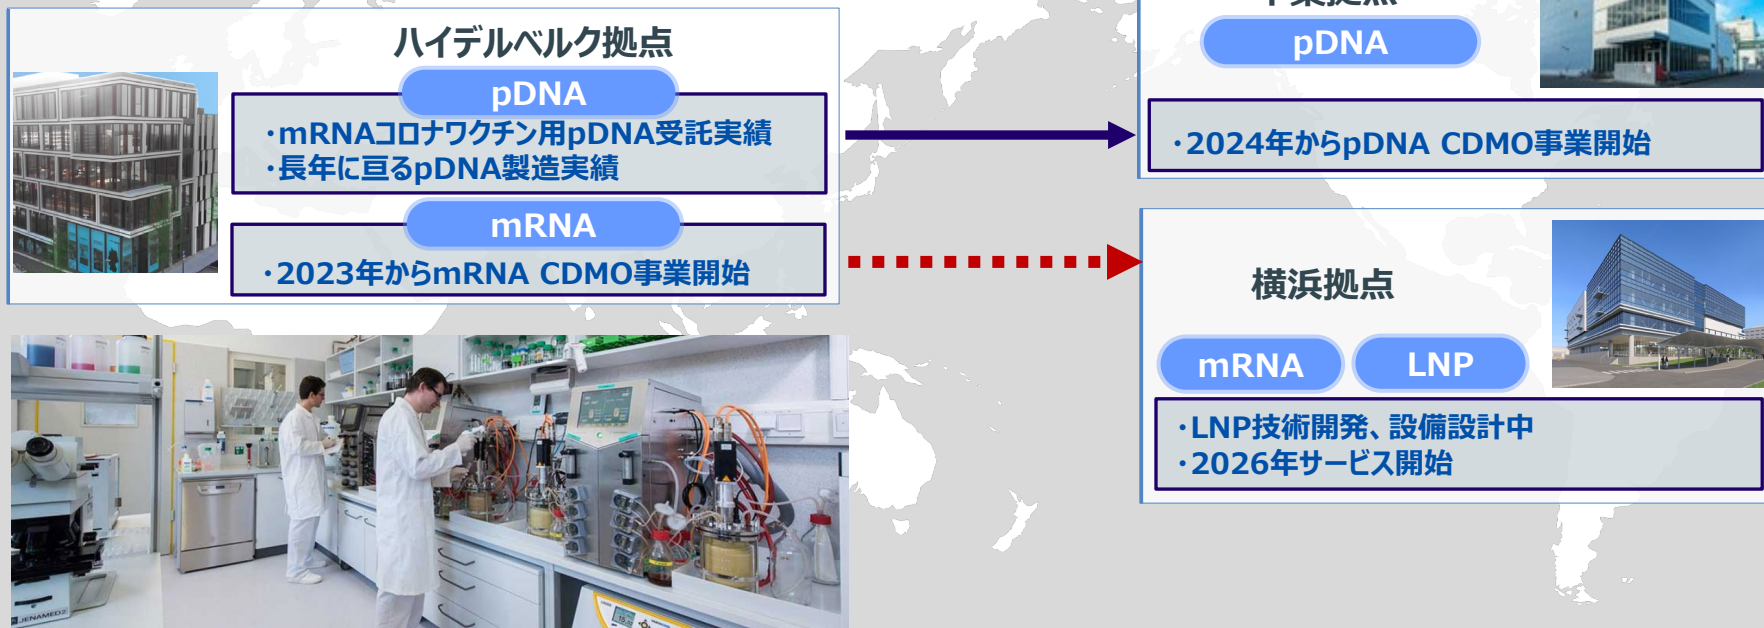 ハイデルベルク拠点
pDNA
・mRNAコロナワクチン用pDNA受託実績
・長年に亘るpDNA製造実績
mRNA
・2023年からmRNA CDMO事業開始
pDNA
・2024年からpDNA CDMO事業開始
横浜拠点
mRNA
LNP
・LNP技術開発、設備設計中
・2026年サービス開始
JENAMED2